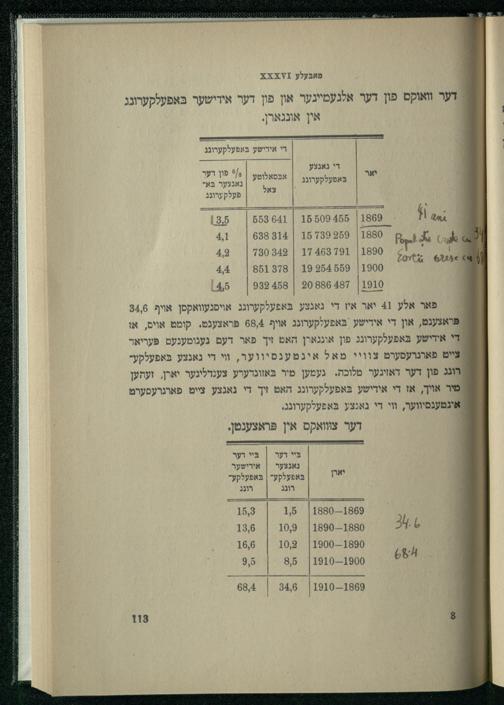 טאבעלע XXXVI
דער וואוקס פון דער אלגעמיינער און פון דער אידישער באפעלקערונג
אין אונגארן.
די אידישע באפעלקערונג
יאר די גאנצע באפעלקערונג אבסאלוטע צאל % פון דער גאנצער בא־פעלקערונג
1869 15 509 455 553 641 3,5
1880 15 739 259 638 314 4,1
1890 17 463 791 730 342 4,2
1900 19 254 559 851 378 4,4
1910 20 886 487 932 458 4,5
41 ani
פאר אלע 41 יאר איז די גאנצע באפעלקערונג אויסגעוואקסן אויף 34,6
פראצענט, און די אידישע באפעלקערונג אויף 68,4 פראצענט. קומט אויס, אז
די אידישע באפעלקערונג פון אונגארן האט זיך פאר דעם גענומענעם פעריאד
צייט פארגרעסערט צוויי מאל אינטענסיווער, ווי די גאנצע באפעלקע־
רונג פון דער דאזיגער מלוכה. נעמען מיר באזונדערע צענדלינגער יארן, זעהען
מיר אויך, אז די אידישע באפעלקערונג האט זיך די גאנצע צייט פארגרעסערט
אינטענסיווער, ווי די גאנצע באפעלקערונג.
דער צוואוקס אין פראצענטן.
יארן ביי דער גאנצער באפעלקע־רונג ביי דער אידישער באפעלקע־רונג
1880—1869 1,5 15,3
1890—1880 10,9 13,6
1900—1890 10,2 16,6
1910—1900 8,5 9,5
1910—1869 34,6 68,4
34.6
68.4
8
113